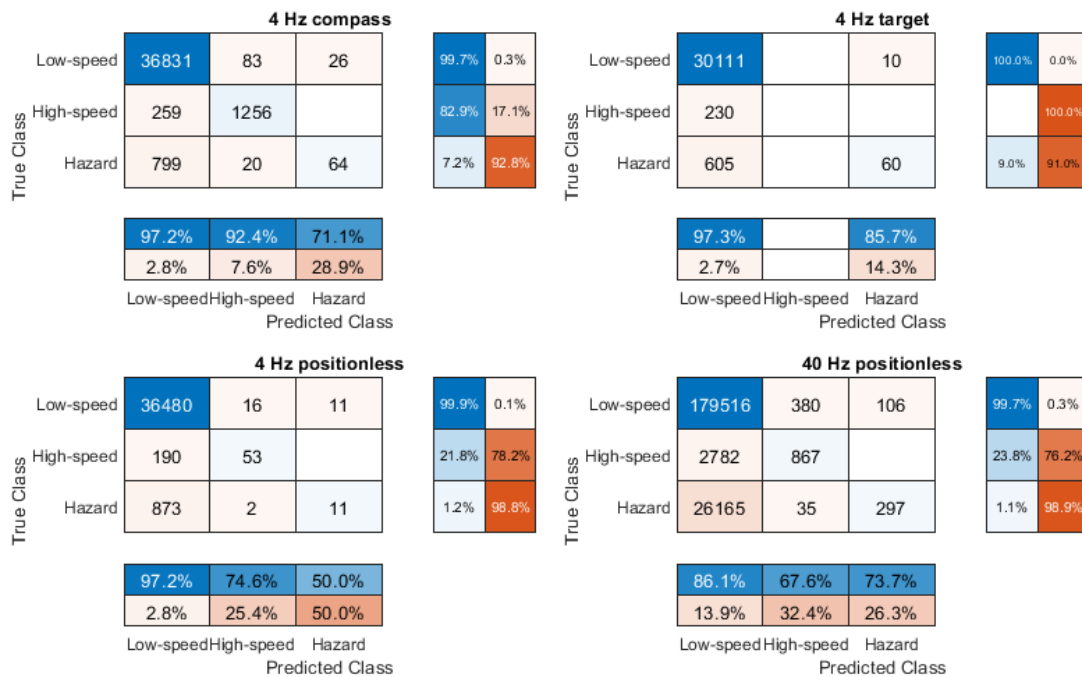 4 Hz compass
Low-speed 36831 83 26 99.7% 0.3%
High-speed 259 1256 82.9% 17.1%
Hazard 799 20 64 7.2% 92.8%
True Class
97.2% 92.4% 71.1%
2.8% 7.6% 28.9%
Low-speed High-speed Hazard
Predicted Class
4 Hz target
Low-speed 30111 10 100.0% 0.0%
High-speed 230 100.0%
Hazard 605 60 9.0% 91.0%
True Class
97.3% 85.7%
2.7% 14.3%
Low-speed High-speed Hazard
Predicted Class
4 Hz positionless
Low-speed 36480 16 11 99.9% 0.1%
High-speed 190 53 21.8% 78.2%
Hazard 873 2 11 1.2% 98.8%
True Class
97.2% 74.6% 50.0%
2.8% 25.4% 50.0%
Low-speed High-speed Hazard
Predicted Class
40 Hz positionless
Low-speed 179516 380 106 99.7% 0.3%
High-speed 2782 867 23.8% 76.2%
Hazard 26165 35 297 1.1% 98.9%
True Class
86.1% 67.6% 73.7%
13.9% 32.4% 26.3%
Low-speed High-speed Hazard
Predicted Class